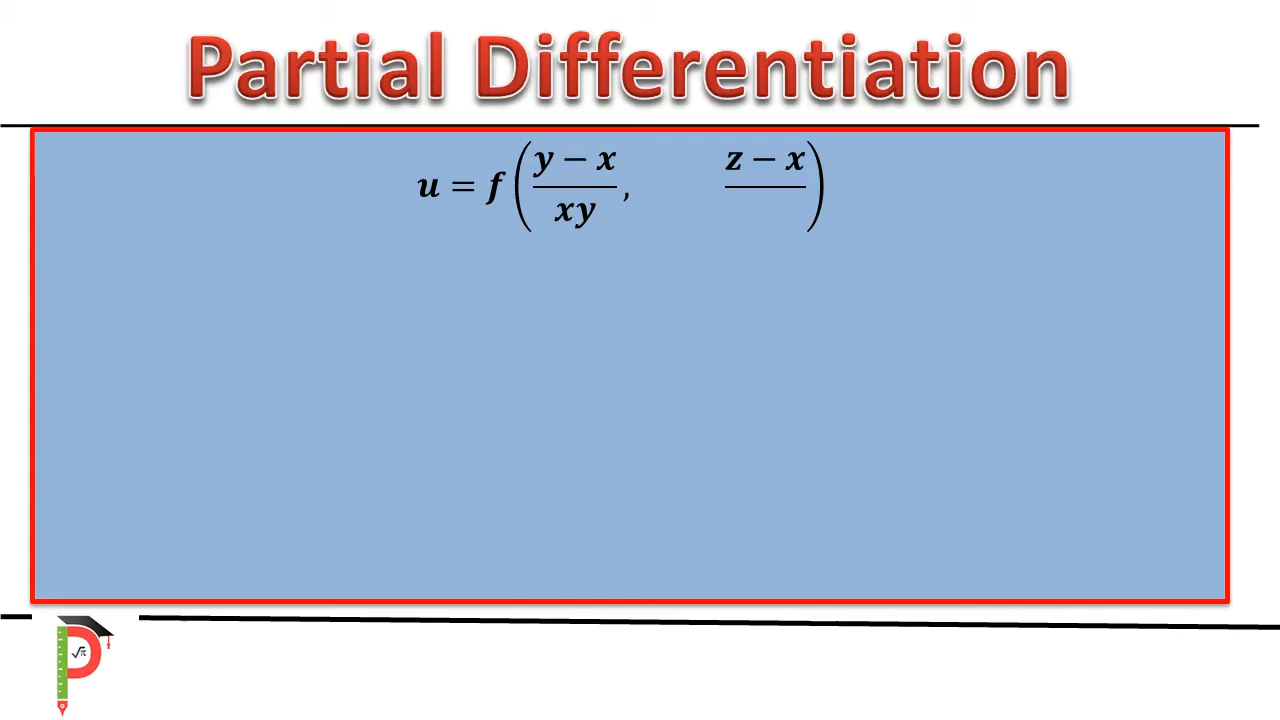 Partial Differentiation
u = f((y − x)/(xy), (z − x)/ )
√π